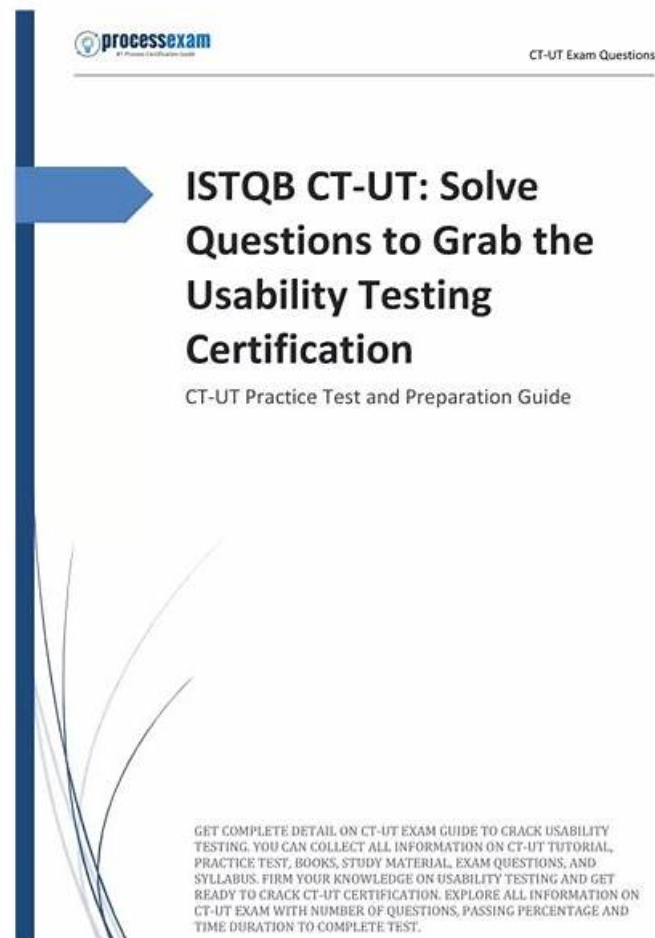 processexam
#1 Process Certification Guide
CT-UT Exam Questions
ISTQB CT-UT: Solve
Questions to Grab the
Usability Testing
Certification
CT-UT Practice Test and Preparation Guide
GET COMPLETE DETAIL ON CT-UT EXAM GUIDE TO CRACK USABILITY
TESTING. YOU CAN COLLECT ALL INFORMATION ON CT-UT TUTORIAL,
PRACTICE TEST, BOOKS, STUDY MATERIAL, EXAM QUESTIONS, AND
SYLLABUS. FIRM YOUR KNOWLEDGE ON USABILITY TESTING AND GET
READY TO CRACK CT-UT CERTIFICATION. EXPLORE ALL INFORMATION ON
CT-UT EXAM WITH NUMBER OF QUESTIONS, PASSING PERCENTAGE AND
TIME DURATION TO COMPLETE TEST.